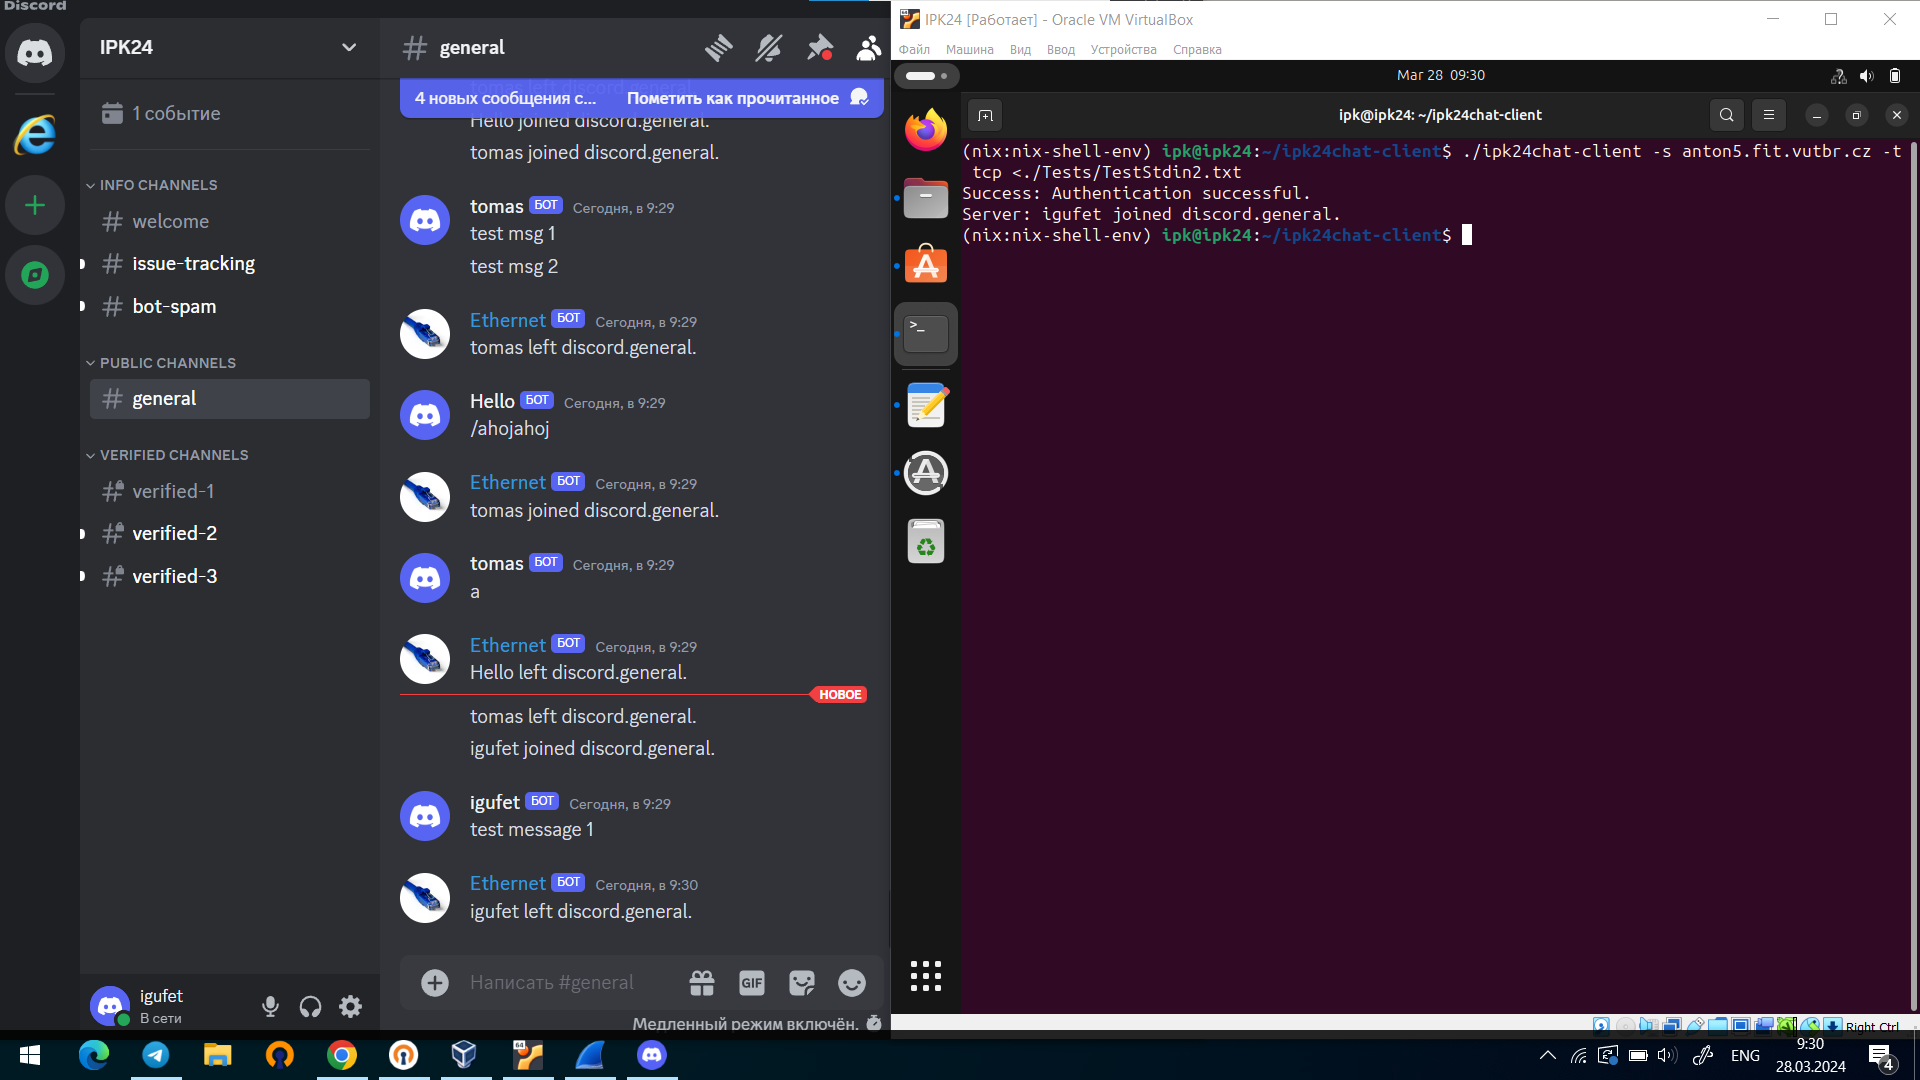 Discord
IPK24
1 событие
INFO CHANNELS
welcome
issue-tracking
bot-spam
PUBLIC CHANNELS
general
VERIFIED CHANNELS
verified-1
verified-2
verified-3
igufet
В сети
general
4 новых сообщения с... Пометить как прочитанное
Hello joined discord.general.
tomas joined discord.general.
tomas БОТ Сегодня, в 9:29
test msg 1
test msg 2
Ethernet БОТ Сегодня, в 9:29
tomas left discord.general.
Hello БОТ Сегодня, в 9:29
/ahojahoj
Ethernet БОТ Сегодня, в 9:29
tomas joined discord.general.
tomas БОТ Сегодня, в 9:29
a
Ethernet БОТ Сегодня, в 9:29
Hello left discord.general.
НОВОЕ
tomas left discord.general.
igufet joined discord.general.
igufet БОТ Сегодня, в 9:29
test message 1
Ethernet БОТ Сегодня, в 9:30
igufet left discord.general.
Написать #general
GIF
Медленный режим включён.
IPK24 [Работает] - Oracle VM VirtualBox
Файл Машина Вид Ввод Устройства Справка
Mar 28 09:30
ipk@ipk24: ~/ipk24chat-client
(nix:nix-shell-env) ipk@ipk24:~/ipk24chat-client$ ./ipk24chat-client -s anton5.fit.vutbr.cz -t
tcp <./Tests/TestStdin2.txt
Success: Authentication successful.
Server: igufet joined discord.general.
(nix:nix-shell-env) ipk@ipk24:~/ipk24chat-client$
Right Ctrl
64
ENG
9:30
28.03.2024
4